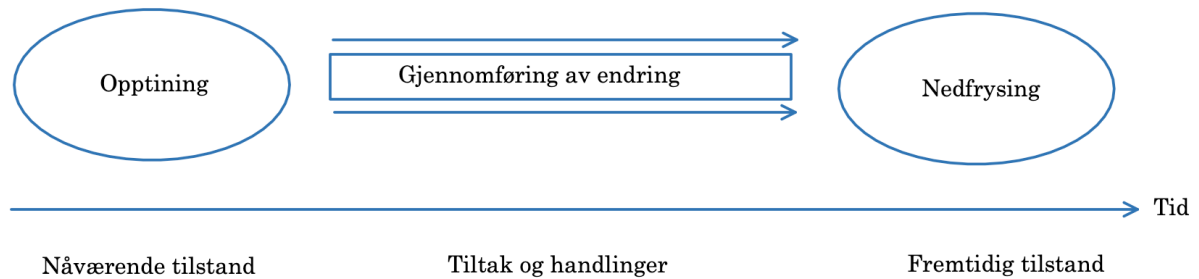 Opptining
Gjennomføring av endring
Nedfrysing
Tid
Nåværende tilstand
Tiltak og handlinger
Fremtidig tilstand